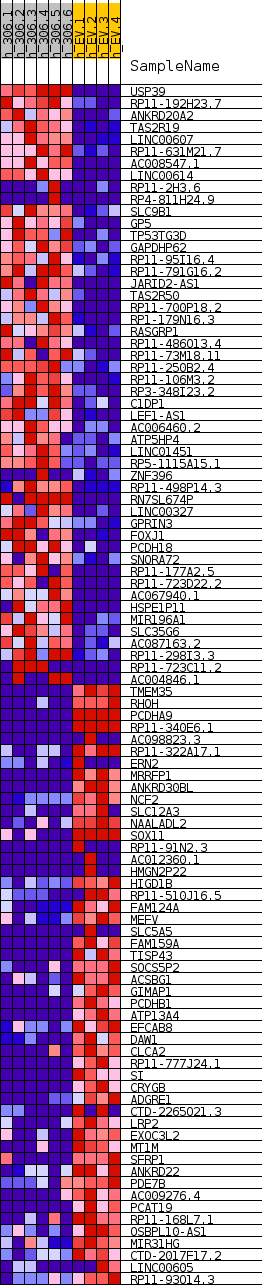 h_306.1
h_306.2
h_306.3
h_306.4
h_306.5
h_306.6
h_EV.1
h_EV.2
h_EV.3
h_EV.4
SampleName
USP39
RP11-192H23.7
ANKRD20A2
TAS2R19
LINC00607
RP11-631M21.7
AC008547.1
LINC00614
RP11-2H3.6
RP4-811H24.9
SLC9B1
GP5
TP53TG3D
GAPDHP62
RP11-95I16.4
RP11-791G16.2
JARID2-AS1
TAS2R50
RP11-700P18.2
RP1-179N16.3
RASGRP1
RP11-486O13.4
RP11-73M18.11
RP11-250B2.4
RP11-106M3.2
RP3-348I23.2
C1DP1
LEF1-AS1
AC006460.2
ATP5HP4
LINC01451
RP5-1115A15.1
ZNF396
RP11-498P14.3
RN7SL674P
LINC00327
GPRIN3
FOXJ1
PCDH18
SNORA72
RP11-177A2.5
RP11-723D22.2
AC067940.1
HSPE1P11
MIR196A1
SLC35G6
AC087163.2
RP11-298I3.3
RP11-723C11.2
AC004846.1
TMEM35
RHOH
PCDHA9
RP11-340E6.1
AC098823.3
RP11-322A17.1
ERN2
MRRFP1
ANKRD30BL
NCF2
SLC12A3
NAALADL2
SOX11
RP11-91N2.3
AC012360.1
HMGN2P22
HIGD1B
RP11-510J16.5
FAM124A
MEFV
SLC5A5
FAM159A
TISP43
SOCS5P2
ACSBG1
GIMAP1
PCDHB1
ATP13A4
EFCAB8
DAW1
CLCA2
RP11-777J24.1
SI
CRYGB
ADGRE1
CTD-2265O21.3
LRP2
EXOC3L2
MT1M
SFRP1
ANKRD22
PDE7B
AC009276.4
PCAT19
RP11-168L7.1
OSBPL10-AS1
MIR31HG
CTD-2017F17.2
LINC00605
RP11-93O14.3